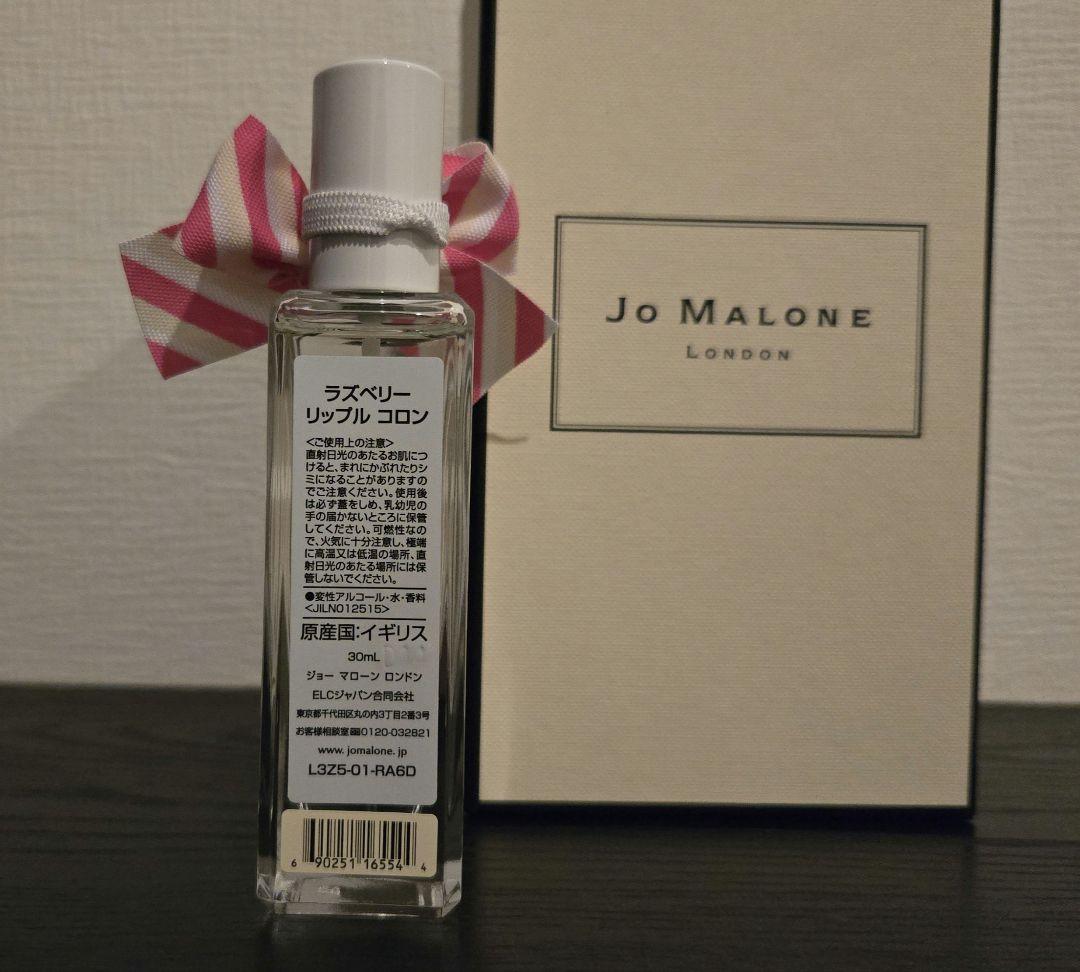 ラズベリー
リップル コロン
<ご使用上の注意>
直射日光のあたるお肌につ
けると、まれにかぶれたりシ
ミになることがありますの
でご注意ください。使用後
は必ず蓋をしめ、乳幼児の
手の届かないところに保管
してください。可燃性なの
で、火気に十分注意し、極端
に高温又は低温の場所、直
射日光のあたる場所には保
管しないでください。
●変性アルコール・水・香料
<JILN012515>
原産国:イギリス
30mL
ジョー マローン ロンドン
ELCジャパン合同会社
東京都千代田区丸の内3丁目2番3号
お客様相談室 0120-032821
www. jomalone. jp
L3Z5-01-RA6D
6 90251 16554 4
JO MALONE
LONDON